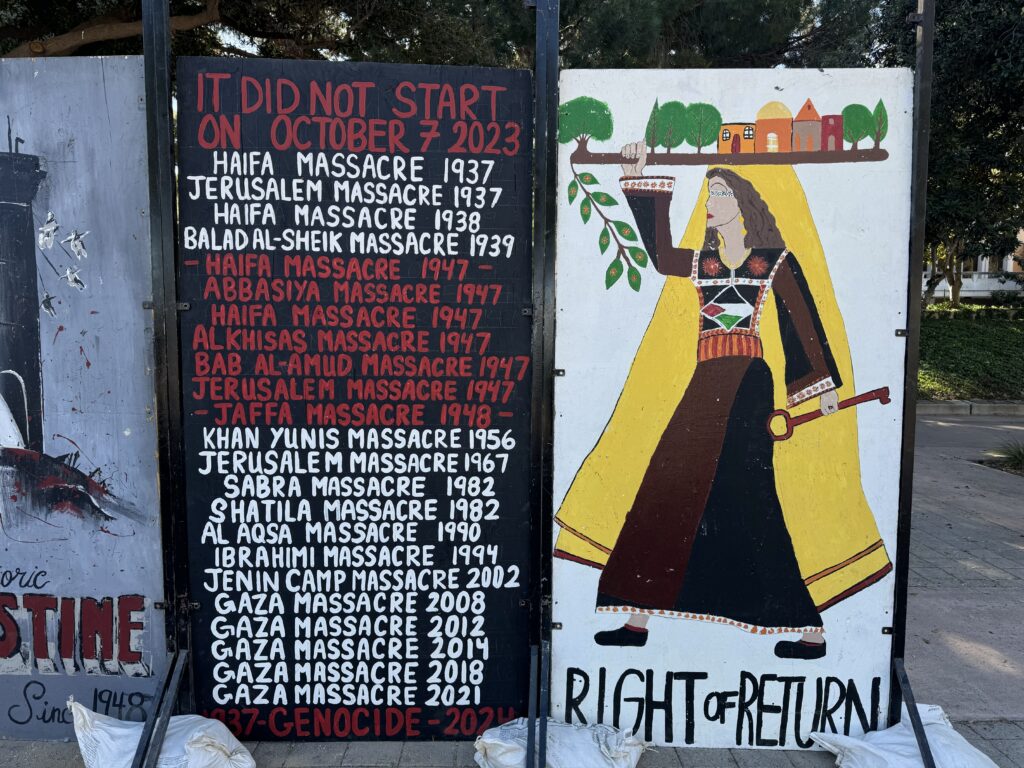 oric
STINE
Since 1948
IT DID NOT START
ON OCTOBER 7 2023
HAIFA MASSACRE 1937
JERUSALEM MASSACRE 1937
HAIFA MASSACRE 1938
BALAD AL-SHEIK MASSACRE 1939
- HAIFA MASSACRE 1947 -
ABBASIYA MASSACRE 1947
HAIFA MASSACRE 1947
ALKHISAS MASSACRE 1947
BAB AL-AMUD MASSACRE 1947
JERUSALEM MASSACRE 1947
- JAFFA MASSACRE 1948 -
KHAN YUNIS MASSACRE 1956
JERUSALEM MASSACRE 1967
SABRA MASSACRE 1982
SHATILA MASSACRE 1982
AL AQSA MASSACRE 1990
IBRAHIMI MASSACRE 1994
JENIN CAMP MASSACRE 2002
GAZA MASSACRE 2008
GAZA MASSACRE 2012
GAZA MASSACRE 2014
GAZA MASSACRE 2018
GAZA MASSACRE 2021
1937-GENOCIDE-2024
RIGHT OF RETURN